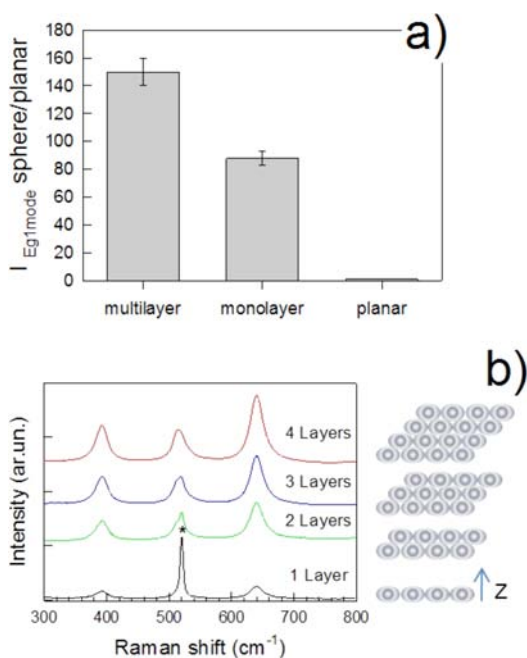 a)
I Eg1mode sphere/planar
180
160
140
120
100
80
60
40
20
0
multilayer monolayer planar
b)
Intensity (ar.un.)
4 Layers
3 Layers
2 Layers
*
1 Layer
300 400 500 600 700 800
Raman shift (cm⁻¹)
z